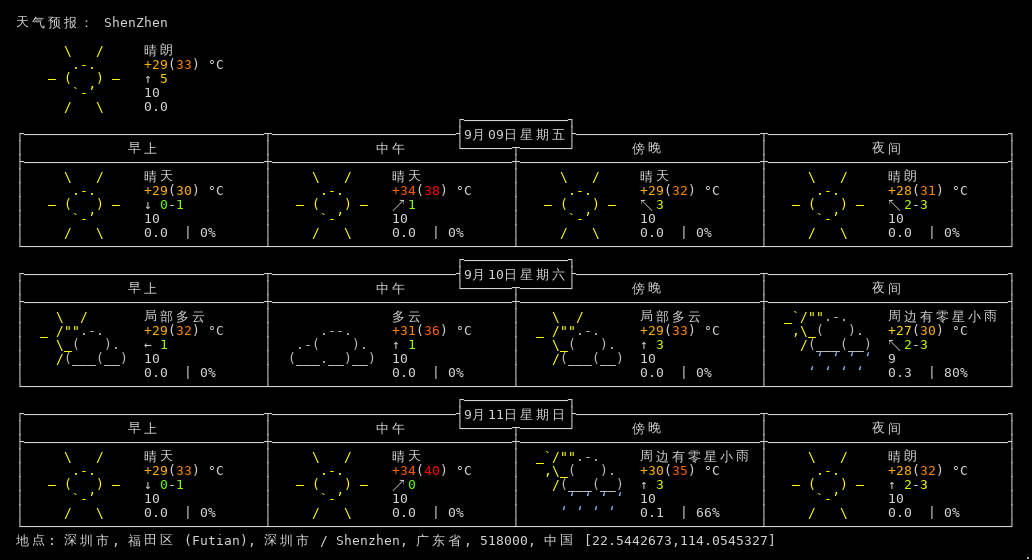 天气预报： ShenZhen
晴朗
+29(33) °C
↑ 5
10
0.0
9月09日星期五
早上 中午 傍晚 夜间
晴天 晴天 晴天 晴朗
+29(30) °C +34(38) °C +29(32) °C +28(31) °C
↓ 0-1 ↗1 ↖3 ↖2-3
10 10 10 10
0.0 | 0% 0.0 | 0% 0.0 | 0% 0.0 | 0%
9月10日星期六
早上 中午 傍晚 夜间
局部多云 多云 局部多云 周边有零星小雨
+29(32) °C +31(36) °C +29(33) °C +27(30) °C
← 1 ↑ 1 ↑ 3 ↖2-3
10 10 10 9
0.0 | 0% 0.0 | 0% 0.0 | 0% 0.3 | 80%
9月11日星期日
早上 中午 傍晚 夜间
晴天 晴天 周边有零星小雨 晴朗
+29(33) °C +34(40) °C +30(35) °C +28(32) °C
↓ 0-1 ↗0 ↑ 3 ↑ 2-3
10 10 10 10
0.0 | 0% 0.0 | 0% 0.1 | 66% 0.0 | 0%
地点: 深圳市, 福田区 (Futian), 深圳市 / Shenzhen, 广东省, 518000, 中国 [22.5442673,114.0545327]